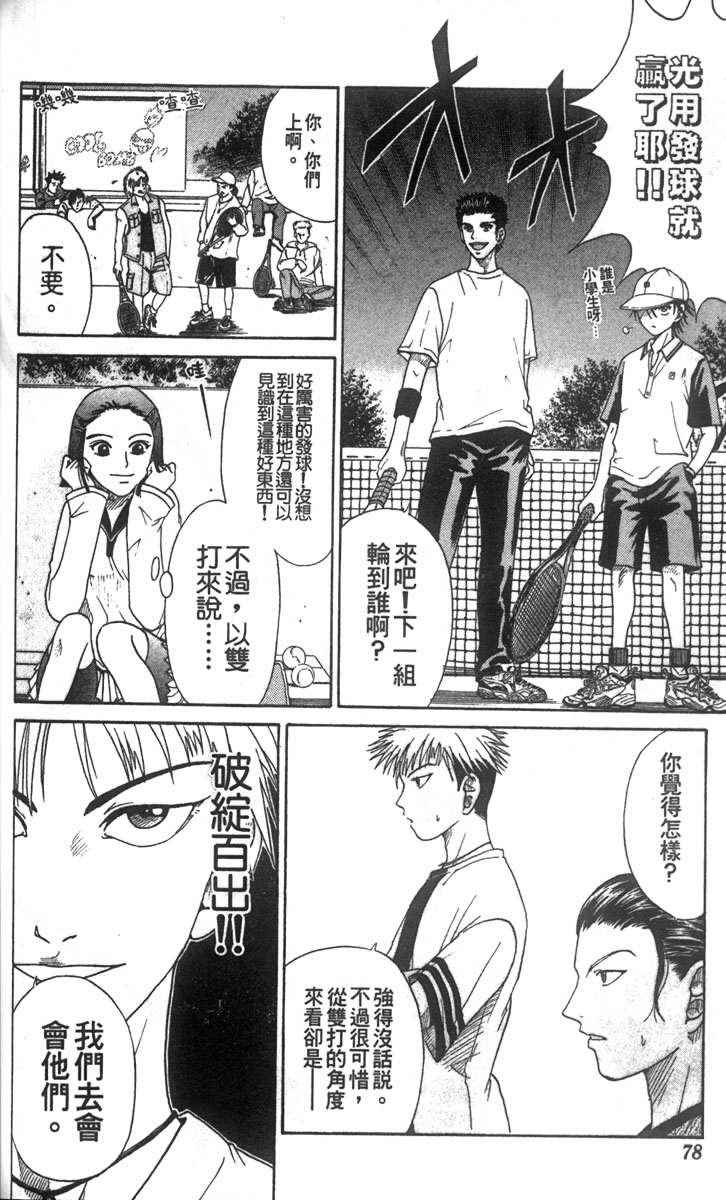 光用發球就
贏了耶!!
誰是
小學生呀…
來吧!下一組
輪到誰啊?
你、你們
上啊。
喳喳
嘰嘰
COOL
不要。
好厲害的發球!沒想
到在這種地方還可以
見識到這種好東西!
哇
不過,以雙
打來說……
你覺得怎樣?
強得沒話說。
不過很可惜,
從雙打的角度
來看卻是──
破綻百出!!
我們去會
會他們。
78